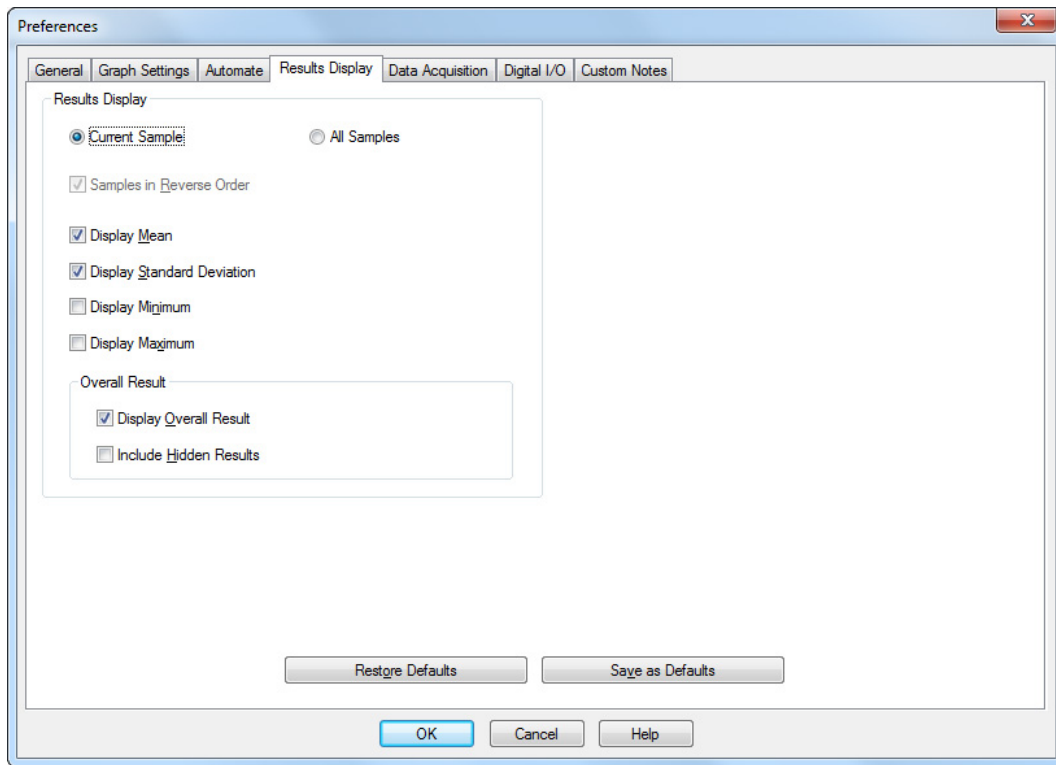 Preferences
General Graph Settings Automate Results Display Data Acquisition Digital I/O Custom Notes
Results Display
Current Sample All Samples
Samples in Reverse Order
Display Mean
Display Standard Deviation
Display Minimum
Display Maximum
Overall Result
Display Overall Result
Include Hidden Results
Restore Defaults Save as Defaults
OK Cancel Help